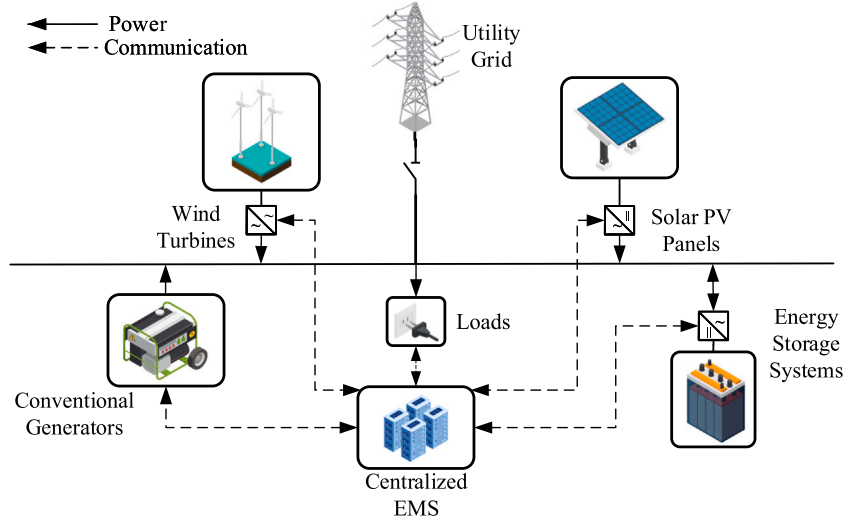 Power
Communication
Utility
Grid
Wind
Turbines
Solar PV
Panels
Loads
Energy
Storage
Systems
Conventional
Generators
Centralized
EMS